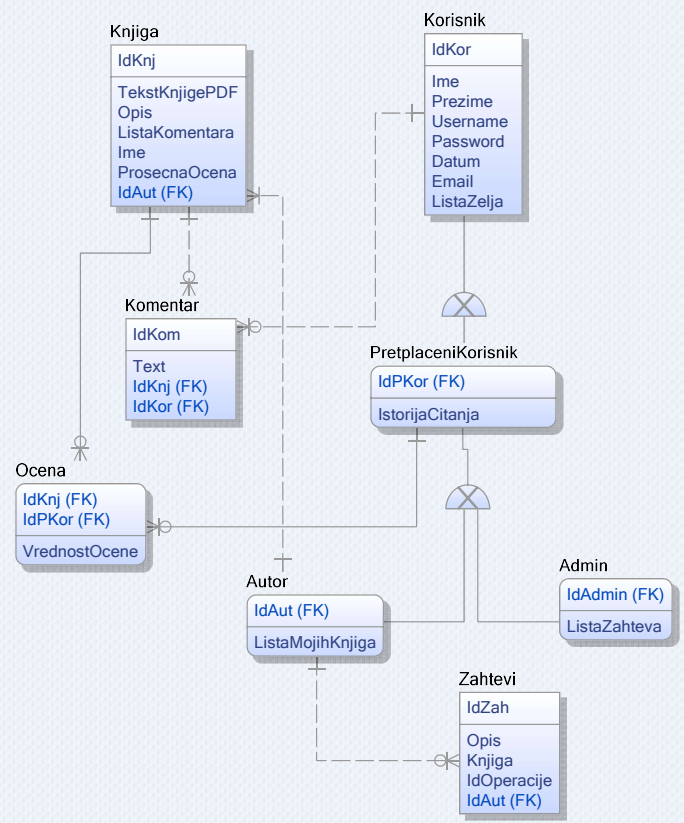 Knjiga
IdKnj
TekstKnjigePDF
Opis
ListaKomentara
Ime
ProsecnaOcena
IdAut (FK)
Korisnik
IdKor
Ime
Prezime
Username
Password
Datum
Email
ListaZelja
Komentar
IdKom
Text
IdKnj (FK)
IdKor (FK)
PretplaceniKorisnik
IdPKor (FK)
IstorijaCitanja
Ocena
IdKnj (FK)
IdPKor (FK)
VrednostOcene
Autor
IdAut (FK)
ListaMojihKnjiga
Admin
IdAdmin (FK)
ListaZahteva
Zahtevi
IdZah
Opis
Knjiga
IdOperacije
IdAut (FK)